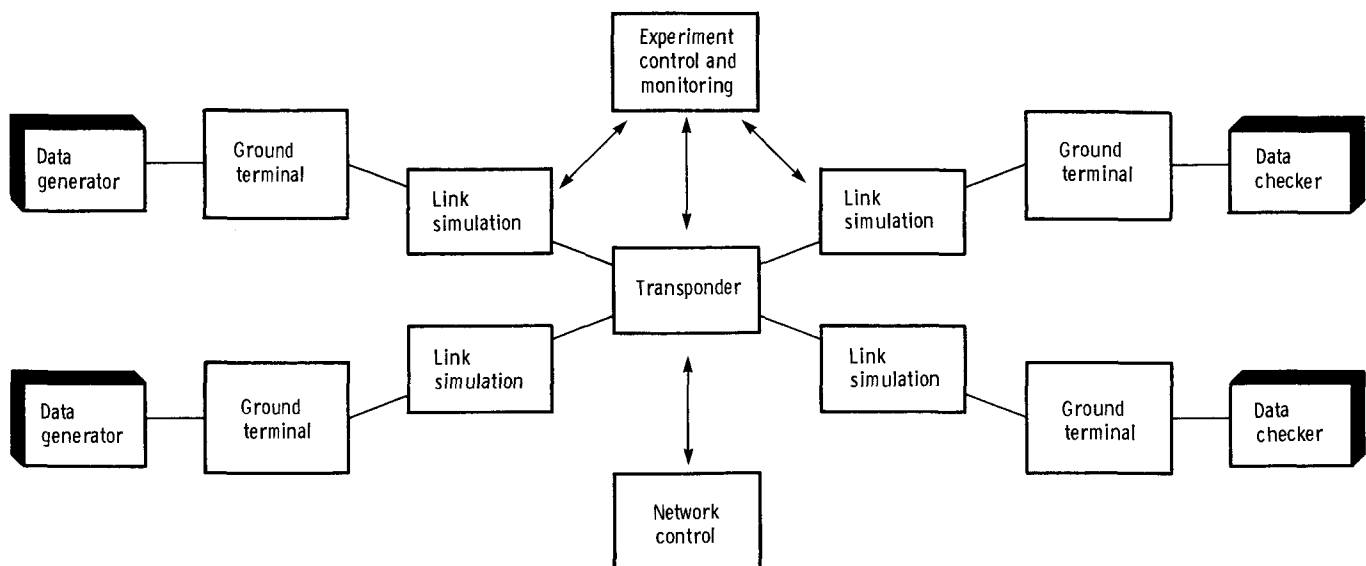 Experiment
control and
monitoring
Data
generator
Ground
terminal
Link
simulation
Link
simulation
Ground
terminal
Data
checker
Transponder
Data
generator
Ground
terminal
Link
simulation
Link
simulation
Ground
terminal
Data
checker
Network
control